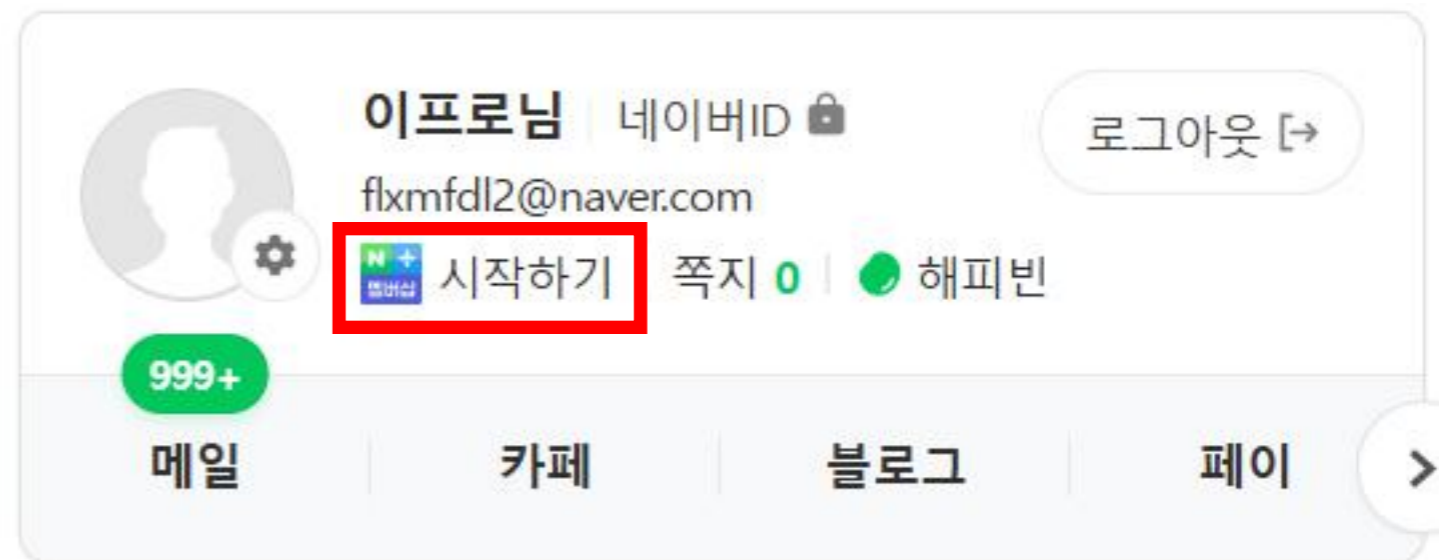 이프로님 네이버ID 로그아웃
flxmfdl2@naver.com
N+ 멤버십 시작하기 쪽지 0 해피빈
999+
메일 카페 블로그 페이